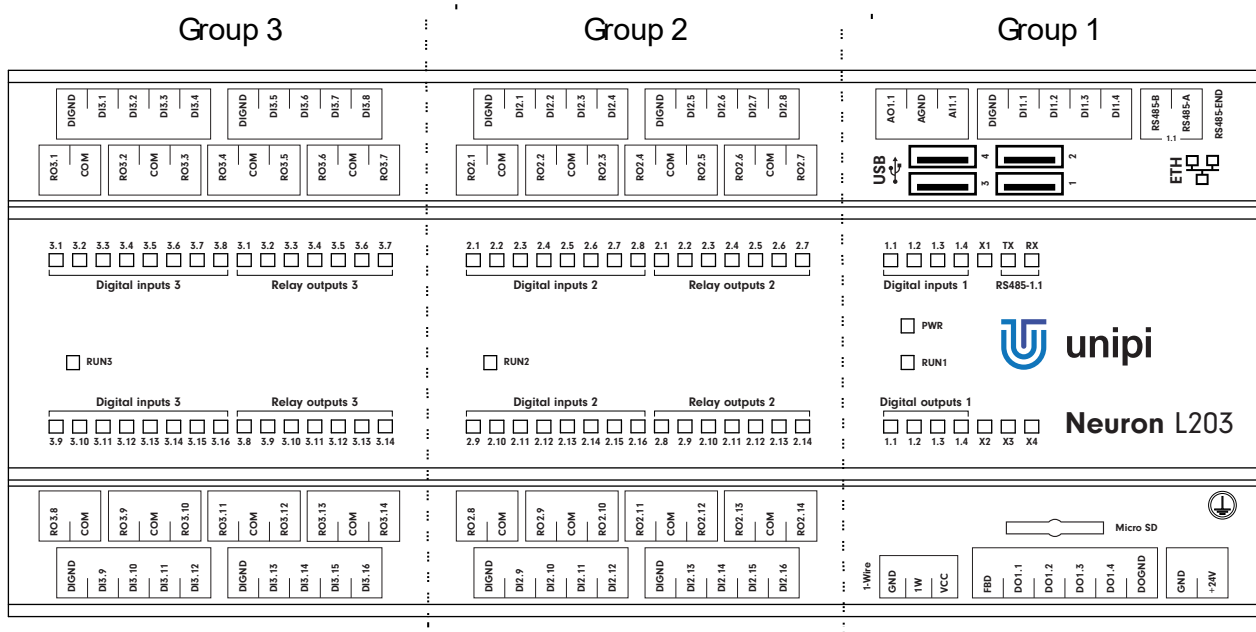 Group 3 Group 2 Group 1
DIGND DI3.1 DI3.2 DI3.3 DI3.4 DIGND DI3.5 DI3.6 DI3.7 DI3.8 DIGND DI2.1 DI2.2 DI2.3 DI2.4 DIGND DI2.5 DI2.6 DI2.7 DI2.8 AO1.1 AGND AI1.1 DIGND DI1.1 DI1.2 DI1.3 DI1.4 RS485-B RS485-A RS485-END
1.1
RO3.1 COM RO3.2 COM RO3.3 RO3.4 COM RO3.5 RO3.6 COM RO3.7 RO2.1 COM RO2.2 COM RO2.3 RO2.4 COM RO2.5 RO2.6 COM RO2.7 USB 4 2 ETH
3 1
3.1 3.2 3.3 3.4 3.5 3.6 3.7 3.8 3.1 3.2 3.3 3.4 3.5 3.6 3.7 2.1 2.2 2.3 2.4 2.5 2.6 2.7 2.8 2.1 2.2 2.3 2.4 2.5 2.6 2.7 1.1 1.2 1.3 1.4 X1 TX RX
Digital inputs 3 Relay outputs 3 Digital inputs 2 Relay outputs 2 Digital inputs 1 RS485-1.1
PWR
unipi
RUN3 RUN2 RUN1
Digital inputs 3 Relay outputs 3 Digital inputs 2 Relay outputs 2 Digital outputs 1
Neuron L203
3.9 3.10 3.11 3.12 3.13 3.14 3.15 3.16 3.8 3.9 3.10 3.11 3.12 3.13 3.14 2.9 2.10 2.11 2.12 2.13 2.14 2.15 2.16 2.8 2.9 2.10 2.11 2.12 2.13 2.14 1.1 1.2 1.3 1.4 X2 X3 X4
RO3.8 COM RO3.9 COM RO3.10 RO3.11 COM RO3.12 RO3.13 COM RO3.14 RO2.8 COM RO2.9 COM RO2.10 RO2.11 COM RO2.12 RO2.13 COM RO2.14 Micro SD
DIGND DI3.9 DI3.10 DI3.11 DI3.12 DIGND DI3.13 DI3.14 DI3.15 DI3.16 DIGND DI2.9 DI2.10 DI2.11 DI2.12 DIGND DI2.13 DI2.14 DI2.15 DI2.16 1-Wire GND 1W VCC FBD DO1.1 DO1.2 DO1.3 DO1.4 DOGND GND +24V